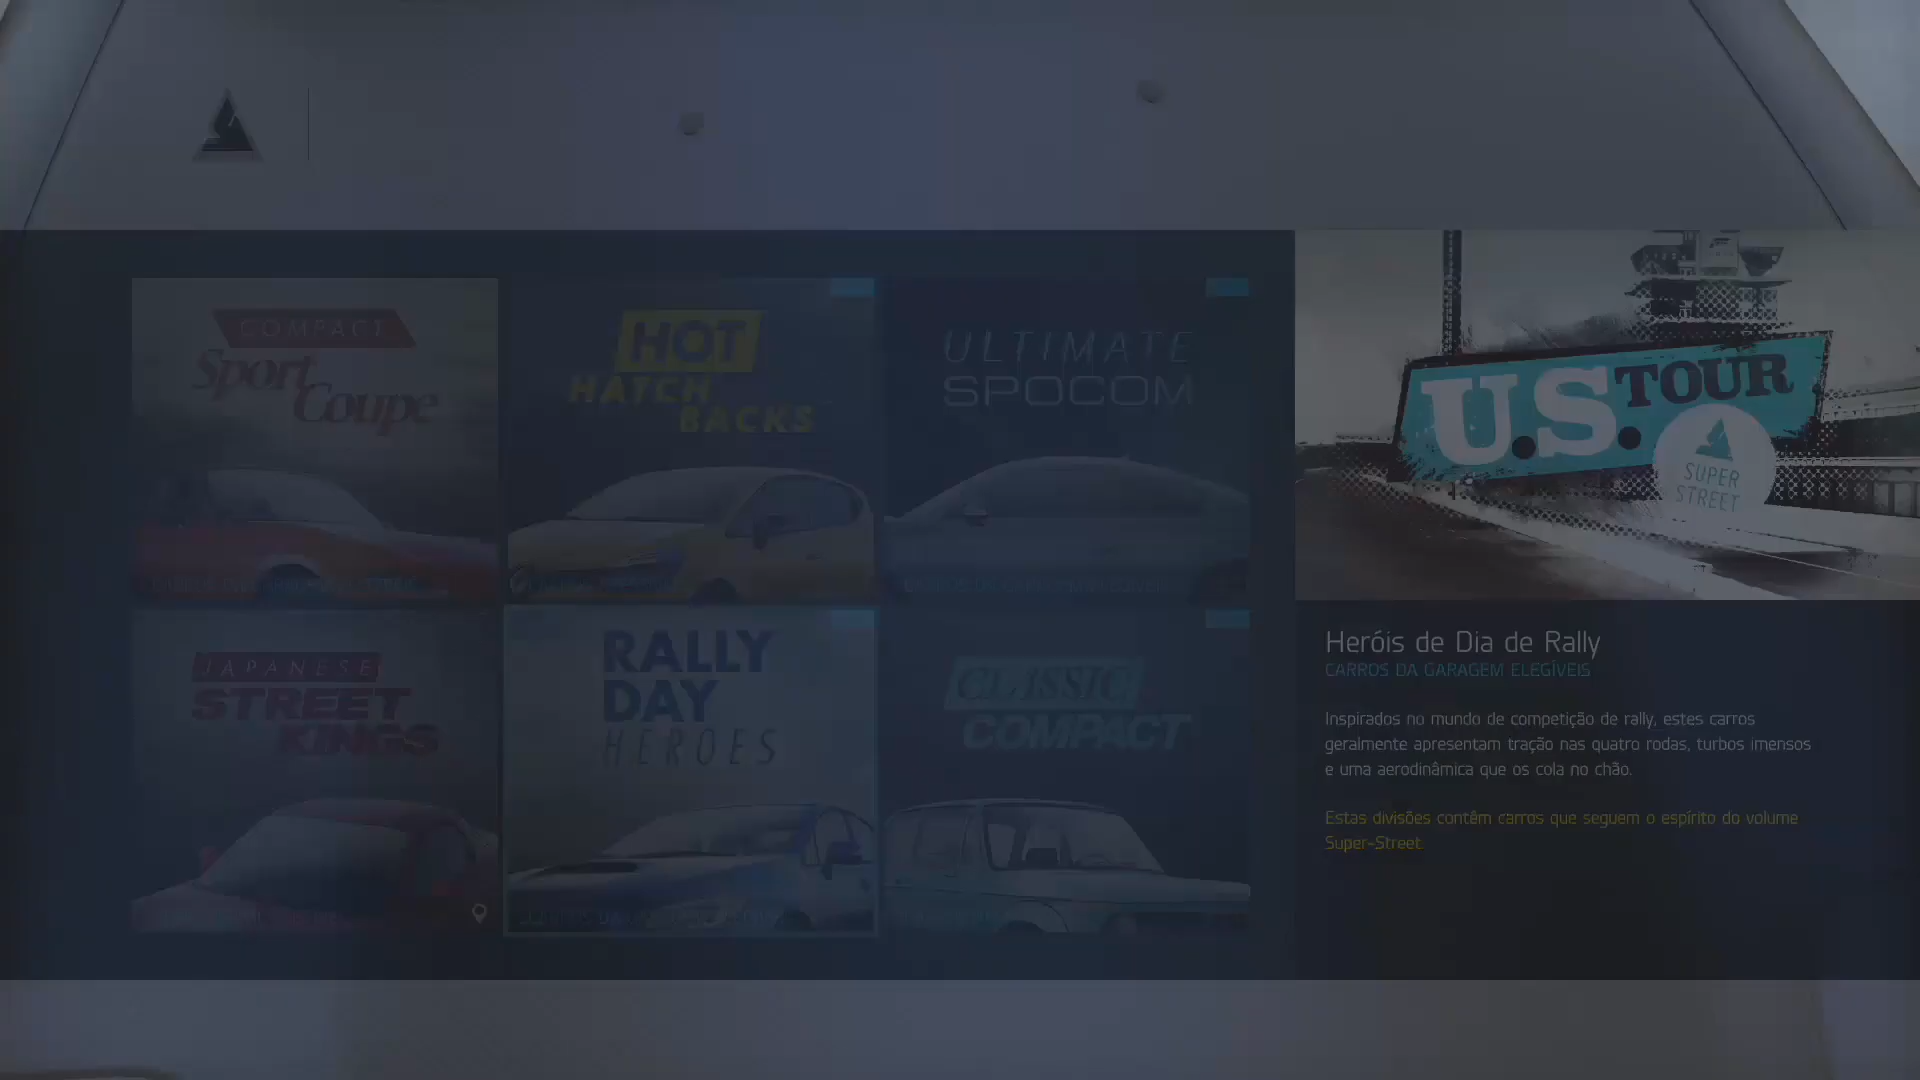 COMPACT
Sport
Coupe
HOT
HATCH
BACKS
ULTIMATE
SPOCOM
JAPANESE
STREET
KINGS
RALLY
DAY
HEROES
CLASSIC
COMPACT
U.S. TOUR
SUPER
STREET
Heróis de Dia de Rally
CARROS DA GARAGEM ELEGÍVEIS
Inspirados no mundo de competição de rally, estes carros
geralmente apresentam tração nas quatro rodas, turbos imensos
e uma aerodinâmica que os cola no chão.
Estas divisões contêm carros que seguem o espírito do volume
Super-Street.